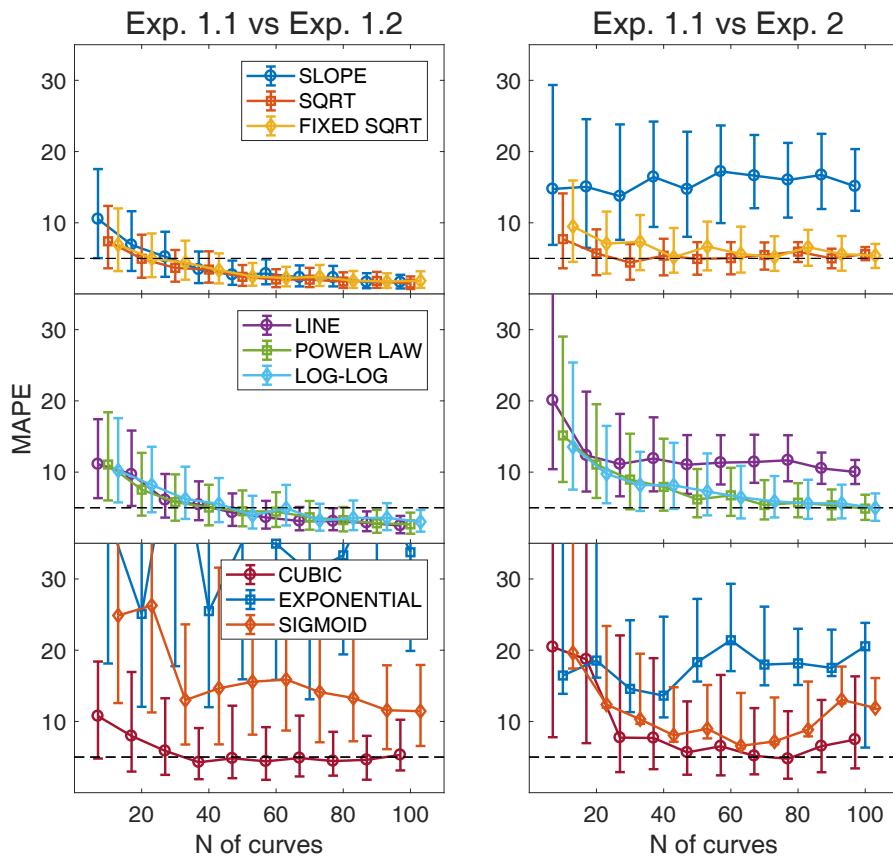 Exp. 1.1 vs Exp. 1.2
Exp. 1.1 vs Exp. 2
30
20
10
SLOPE
SQRT
FIXED SQRT
30
20
10
MAPE
30
20
10
LINE
POWER LAW
LOG-LOG
30
20
10
30
20
10
CUBIC
EXPONENTIAL
SIGMOID
30
20
10
20 40 60 80 100
20 40 60 80 100
N of curves
N of curves